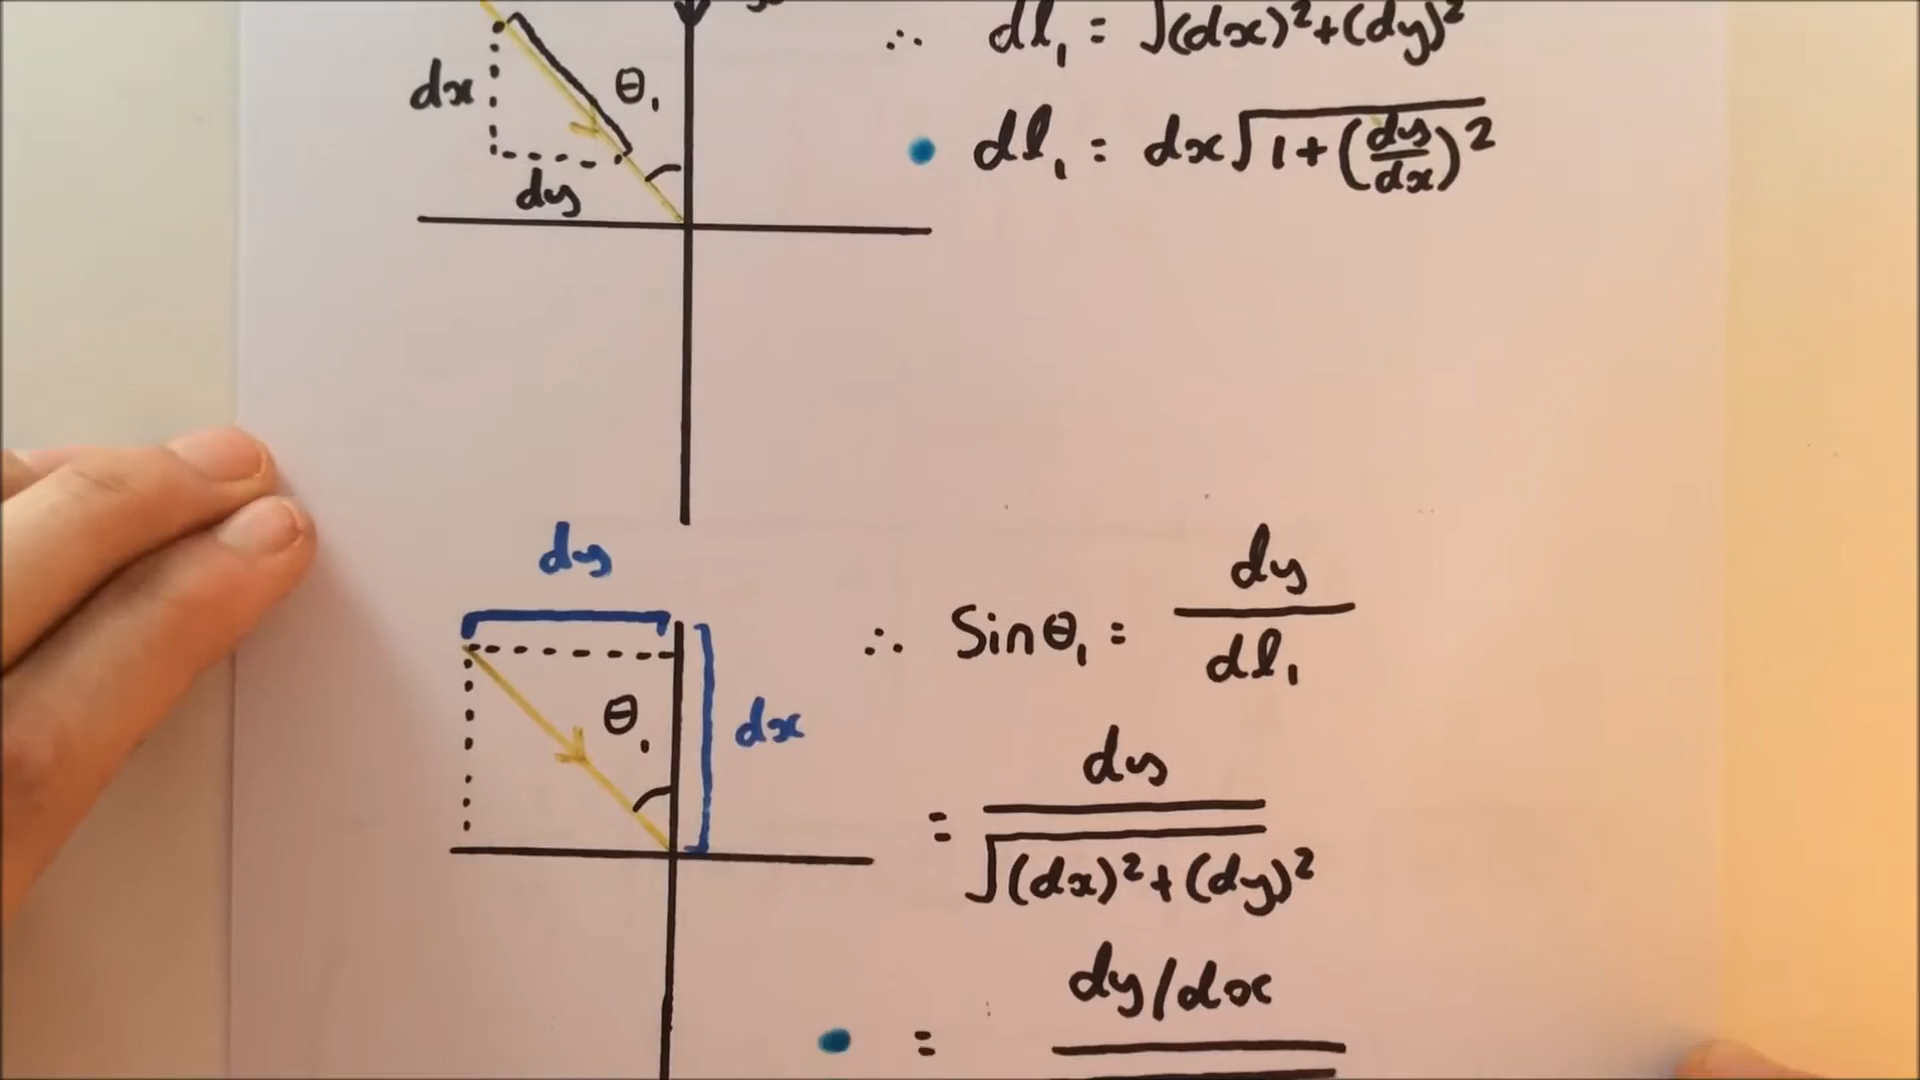 ∴ dl₁ = √(dx)²+(dy)²
dx
θ₁
• dl₁ = dx√1+(dy/dx)²
dy
dy
∴ Sinθ₁ = dy/dl₁
θ₁
dx
= dy/√(dx)²+(dy)²
• = dy/dx